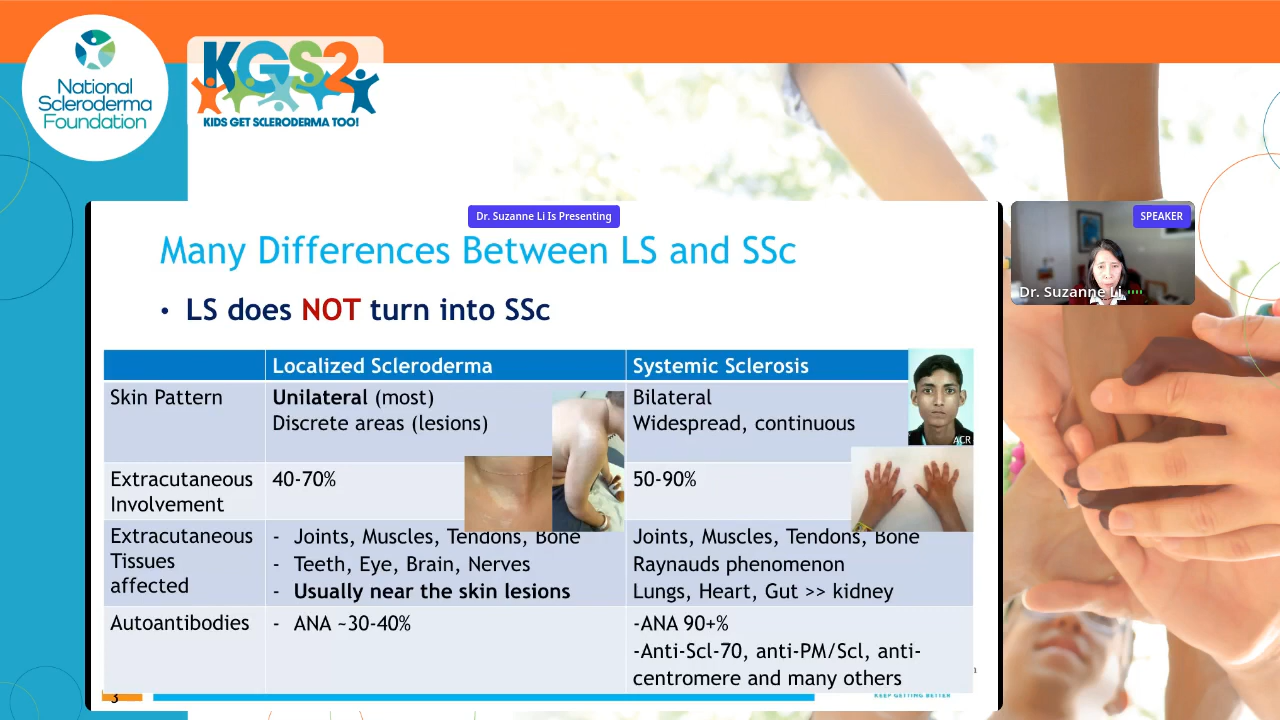 National
Scleroderma
Foundation
KGS2
KIDS GET SCLERODERMA TOO!
Dr. Suzanne Li Is Presenting
SPEAKER
Dr. Suzanne Li
Many Differences Between LS and SSc
• LS does NOT turn into SSc
Localized Scleroderma
Systemic Sclerosis
Skin Pattern
Unilateral (most)
Discrete areas (lesions)
Bilateral
Widespread, continuous
ACR
Extracutaneous
Involvement
40-70%
50-90%
Extracutaneous
Tissues
affected
- Joints, Muscles, Tendons, Bone
- Teeth, Eye, Brain, Nerves
- Usually near the skin lesions
Joints, Muscles, Tendons, Bone
Raynauds phenomenon
Lungs, Heart, Gut >> kidney
Autoantibodies
- ANA ~30-40%
-ANA 90+%
-Anti-Scl-70, anti-PM/Scl, anti-
centromere and many others
3
KEEP GETTING BETTER